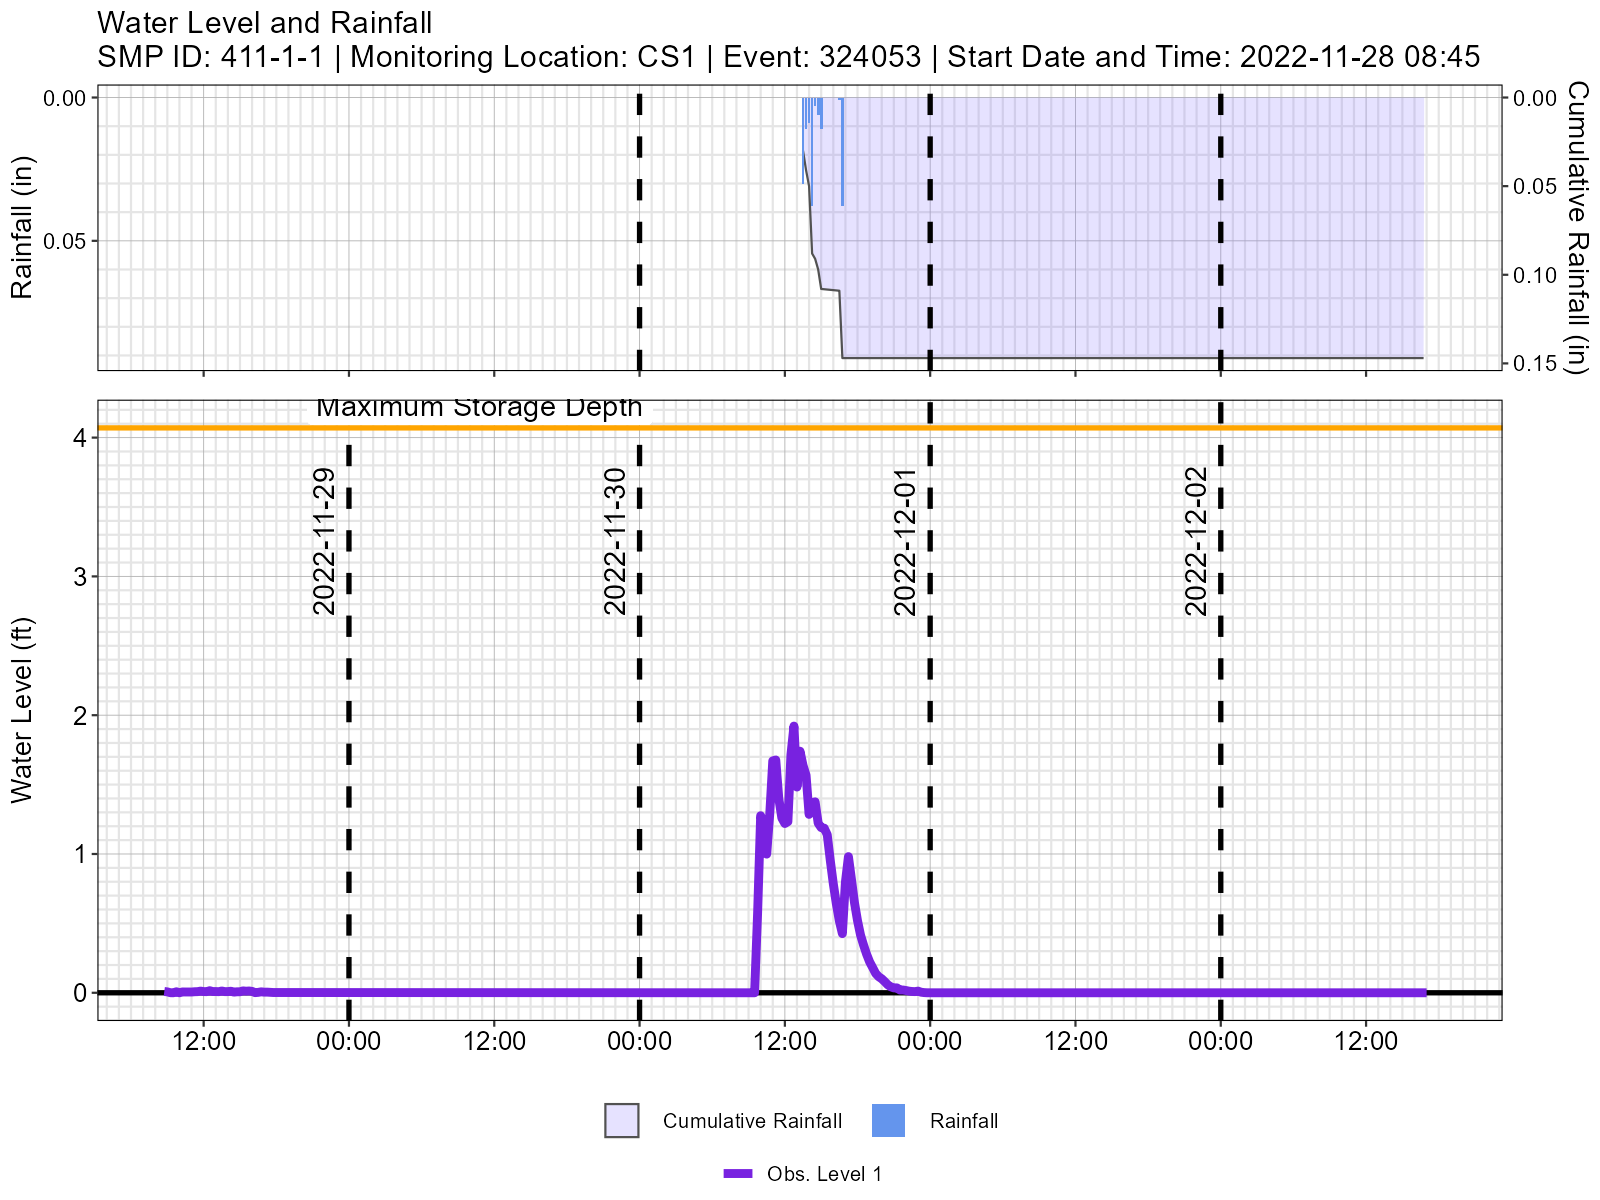 Water Level and Rainfall
SMP ID: 411-1-1 | Monitoring Location: CS1 | Event: 324053 | Start Date and Time: 2022-11-28 08:45
Rainfall (in)
0.00
0.05
0.00
0.05
0.10
0.15
Cumulative Rainfall (in)
Maximum Storage Depth
Water Level (ft)
4
3
2
1
0
2022-11-29
2022-11-30
2022-12-01
2022-12-02
12:00
00:00
12:00
00:00
12:00
00:00
12:00
00:00
12:00
Cumulative Rainfall
Rainfall
Obs. Level 1